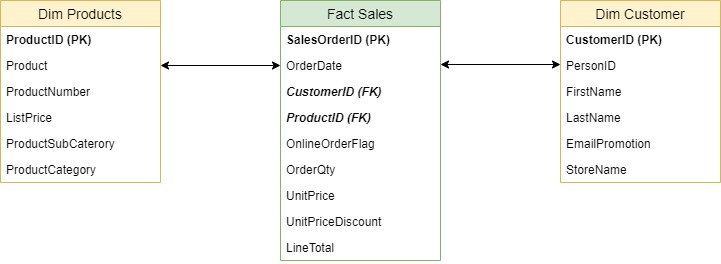 Dim Products
ProductID (PK)
Product
ProductNumber
ListPrice
ProductSubCaterory
ProductCategory
Fact Sales
SalesOrderID (PK)
OrderDate
CustomerID (FK)
ProductID (FK)
OnlineOrderFlag
OrderQty
UnitPrice
UnitPriceDiscount
LineTotal
Dim Customer
CustomerID (PK)
PersonID
FirstName
LastName
EmailPromotion
StoreName